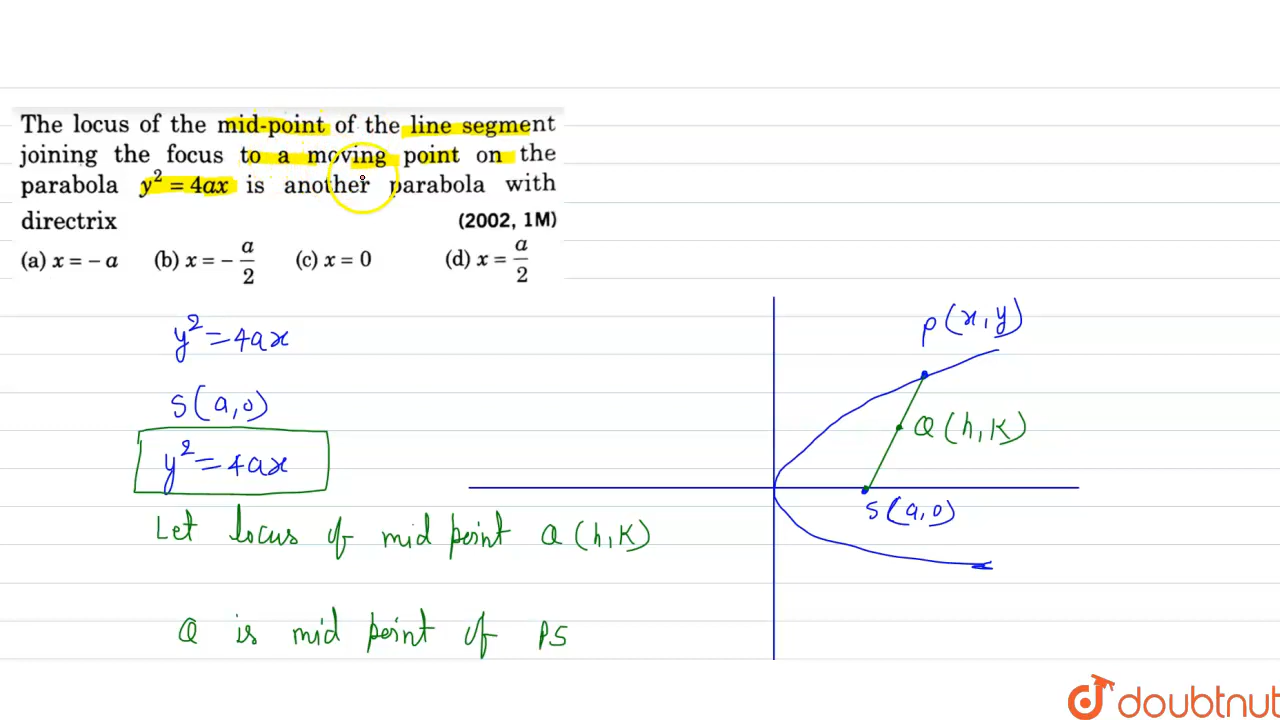 The locus of the mid-point of the line segment
joining the focus to a moving point on the
parabola y² = 4ax is another parabola with
directrix (2002, 1M)
(a) x = – a (b) x = – a/2 (c) x = 0 (d) x = a/2
y² = 4ax
S(a,0)
y² = 4ax
Let locus of mid point Q(h,K)
Q is mid point of PS
P(x,y)
Q(h,K)
S(a,0)
doubtnut